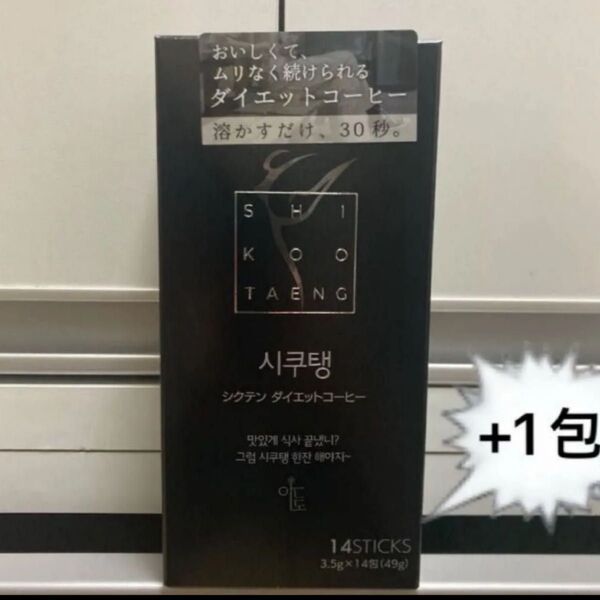 おいしくて、
ムリなく続けられる
ダイエットコーヒー
溶かすだけ、30秒。
SHI
KOO
TAENG
시쿠탱
シクテン ダイエットコーヒー
맛있게 식사 끝냈니?
그럼 시쿠탱 한잔 해야지~
14STICKS
3.5g×14包(49g)
+1包